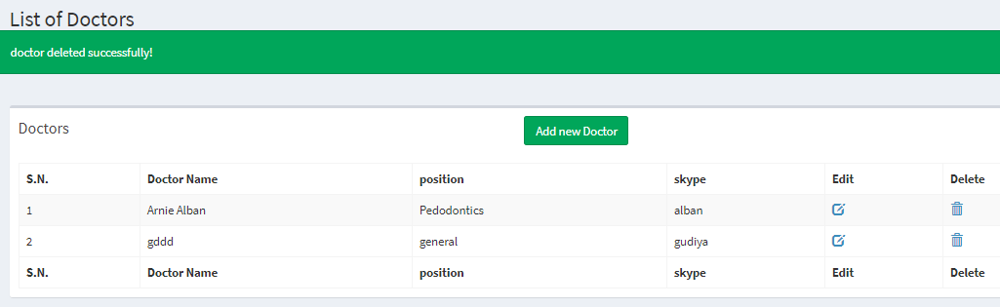 List of Doctors
doctor deleted successfully!
Doctors Add new Doctor
S.N. Doctor Name position skype Edit Delete
1 Arnie Alban Pedodontics alban
2 gddd general gudiya
S.N. Doctor Name position skype Edit Delete